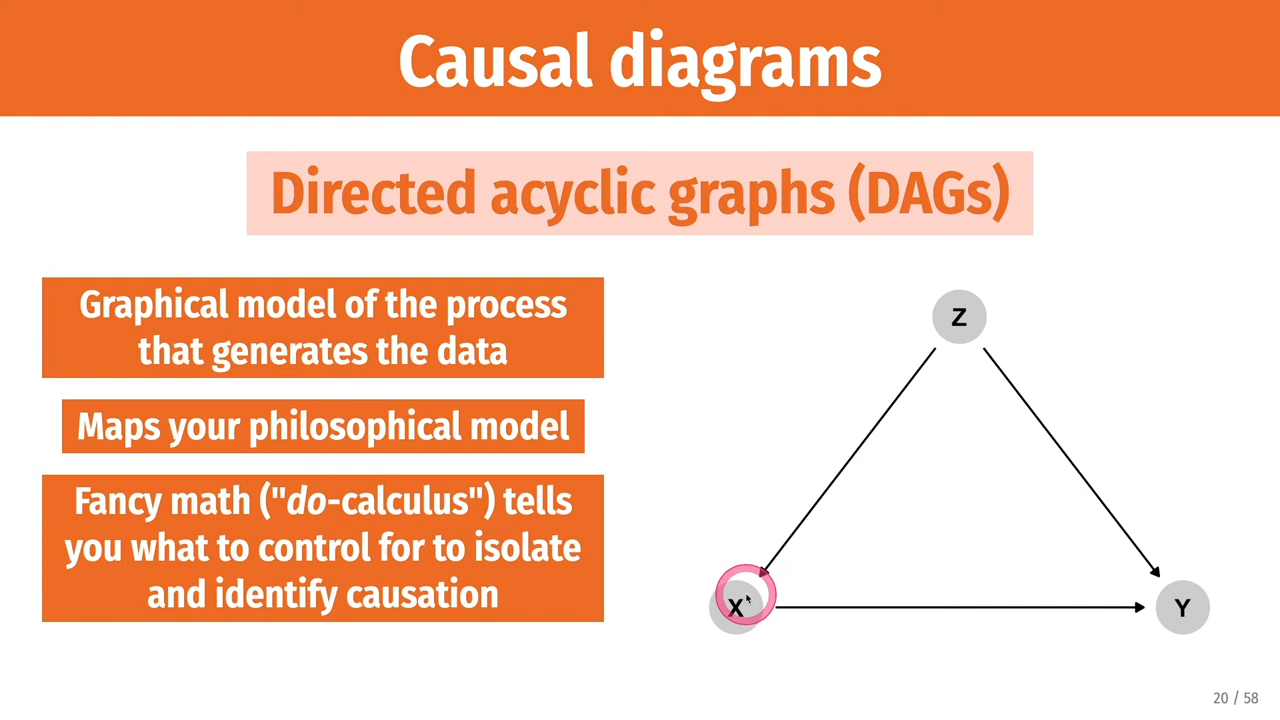 Causal diagrams
Directed acyclic graphs (DAGs)
Graphical model of the process
that generates the data
Maps your philosophical model
Fancy math ("do-calculus") tells
you what to control for to isolate
and identify causation
Z
X
Y
20 / 58